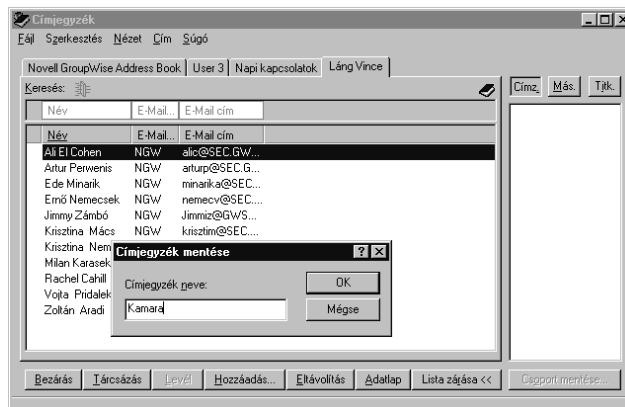 Címjegyzék
Fájl Szerkesztés Nézet Cím Súgó
Novell GroupWise Address Book User 3 Napi kapcsolatok Láng Vince
Keresés:
Címz. Más. Titk.
Név E-Mail... E-Mail cím
Név E-Mail... E-Mail cím
Ali El Cohen NGW alic@SEC.GW...
Artur Perwenis NGW arturp@SEC.G...
Ede Minarik NGW minarika@SEC...
Ernő Nemecsek NGW nemecv@SEC...
Jimmy Zámbó NGW Jimmiz@GWS...
Krisztina Mács NGW krisztim@SEC....
Krisztina Nem
Milan Karasek
Rachel Cahill
Vojta Pridalek
Zoltán Aradi
Címjegyzék mentése
Címjegyzék neve:
Kamara
OK
Mégse
Bezárás Tárcsázás Levél Hozzáadás... Eltávolítás Adatlap Lista zárása << Csoport mentése...